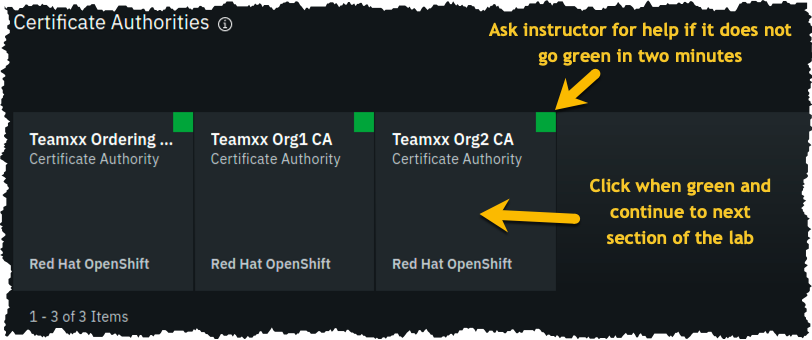 Certificate Authorities
Ask instructor for help if it does not
go green in two minutes
Teamxx Ordering ...
Certificate Authority
Red Hat OpenShift
Teamxx Org1 CA
Certificate Authority
Red Hat OpenShift
Teamxx Org2 CA
Certificate Authority
Red Hat OpenShift
Click when green and
continue to next
section of the lab
1 - 3 of 3 Items